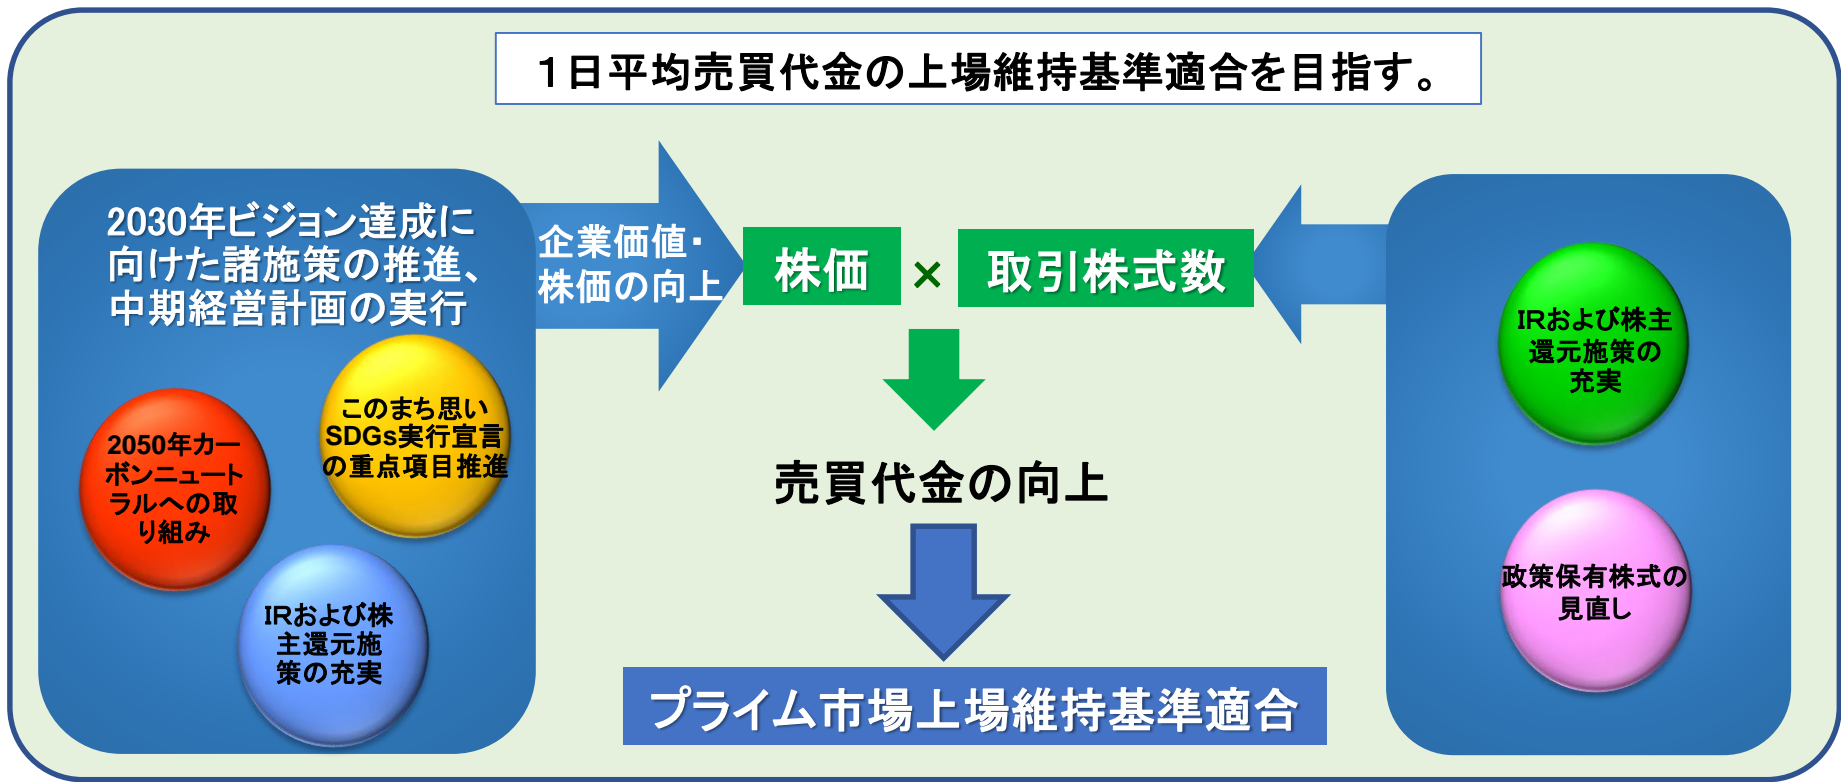 １日平均売買代金の上場維持基準適合を目指す。
2030年ビジョン達成に
向けた諸施策の推進、
中期経営計画の実行
2050年カー
ボンニュート
ラルへの取
り組み
このまち思い
SDGs実行宣言
の重点項目推進
IRおよび株
主還元施
策の充実
企業価値・
株価の向上
株価
×
取引株式数
売買代金の向上
プライム市場上場維持基準適合
IRおよび株主
還元施策の
充実
政策保有株式の
見直し